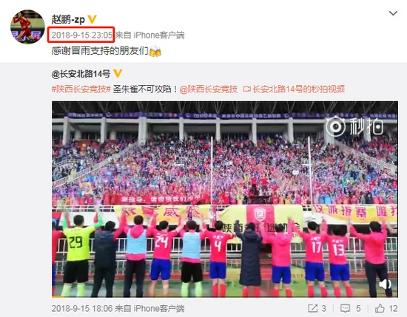 赵鹏-zp
2018-9-15 23:05 来自 iPhone客户端
感谢冒雨支持的朋友们
@长安北路14号
#陕西长安竞技# 圣朱雀不可攻陷！@陕西长安竞技 长安北路14号的秒拍视频
秒拍
29 24 24 4 17 13
2018-9-15 18:06 来自 iPhone客户端
3 5 12